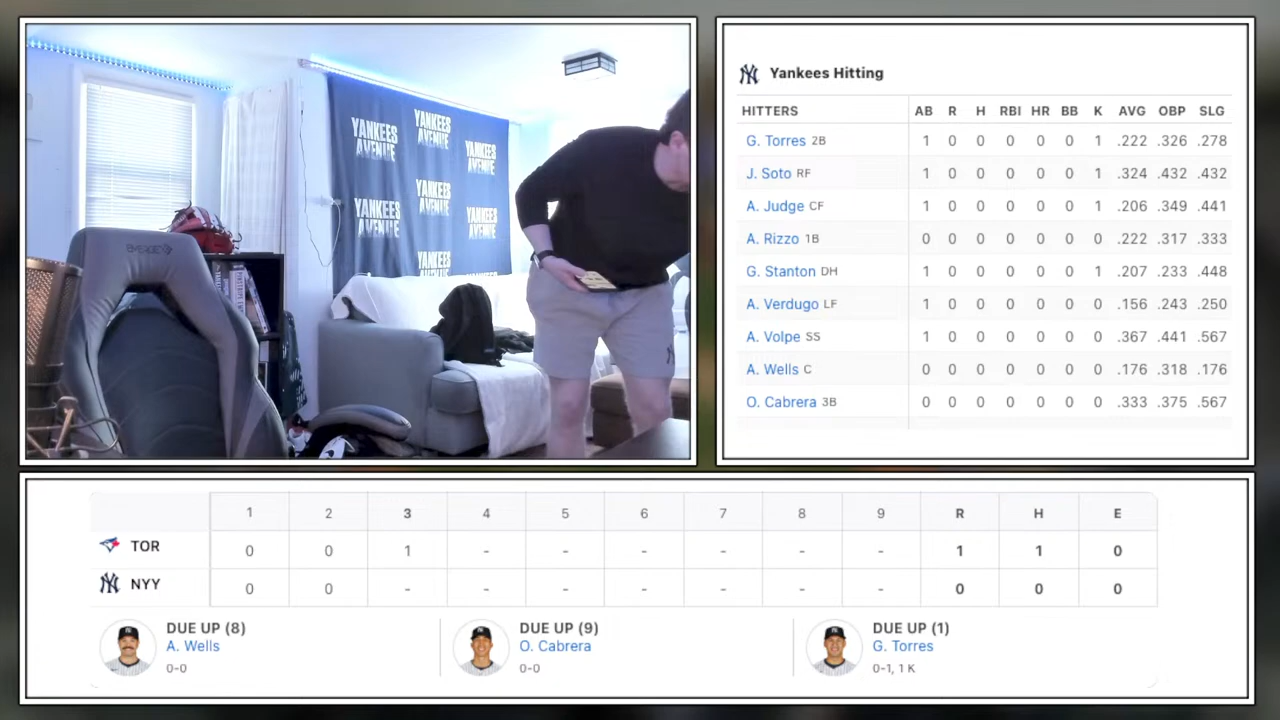 YANKEES
AVENUE
YANKEES
AVENUE
YANKEES
AVENUE
YANKEES
AVENUE
YANKEES
AVENUE
YANKEES
AVENUE
YANKEES
Yankees Hitting
HITTERS AB R H RBI HR BB K AVG OBP SLG
G. Torres 2B 1 0 0 0 0 0 1 .222 .326 .278
J. Soto RF 1 0 0 0 0 0 1 .324 .432 .432
A. Judge CF 1 0 0 0 0 0 1 .206 .349 .441
A. Rizzo 1B 0 0 0 0 0 0 0 .222 .317 .333
G. Stanton DH 1 0 0 0 0 0 1 .207 .233 .448
A. Verdugo LF 1 0 0 0 0 0 0 .156 .243 .250
A. Volpe SS 1 0 0 0 0 0 0 .367 .441 .567
A. Wells C 0 0 0 0 0 0 0 .176 .318 .176
O. Cabrera 3B 0 0 0 0 0 0 0 .333 .375 .567
1 2 3 4 5 6 7 8 9 R H E
TOR 0 0 1 - - - - - - 1 1 0
NYY 0 0 - - - - - - - 0 0 0
DUE UP (8) DUE UP (9) DUE UP (1)
A. Wells O. Cabrera G. Torres
0-0 0-0 0-1, 1 K